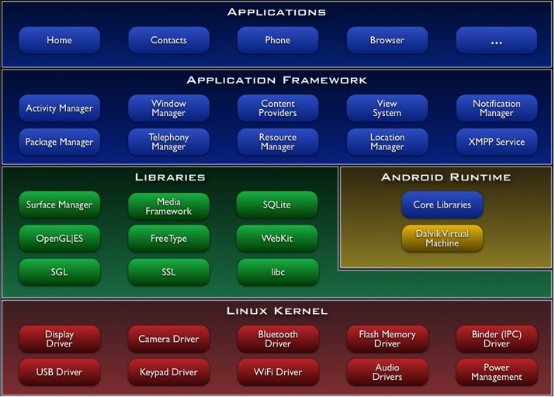 APPLICATIONS
Home
Contacts
Phone
Browser
...
APPLICATION FRAMEWORK
Activity Manager
Window
Manager
Content
Providers
View
System
Notification
Manager
Package Manager
Telephony
Manager
Resource
Manager
Location
Manager
XMPP Service
LIBRARIES
Surface Manager
Media
Framework
SQLite
OpenGL|ES
FreeType
WebKit
SGL
SSL
libc
ANDROID RUNTIME
Core Libraries
Dalvik Virtual
Machine
LINUX KERNEL
Display
Driver
Camera Driver
Bluetooth
Driver
Flash Memory
Driver
Binder (IPC)
Driver
USB Driver
Keypad Driver
WiFi Driver
Audio
Drivers
Power
Management